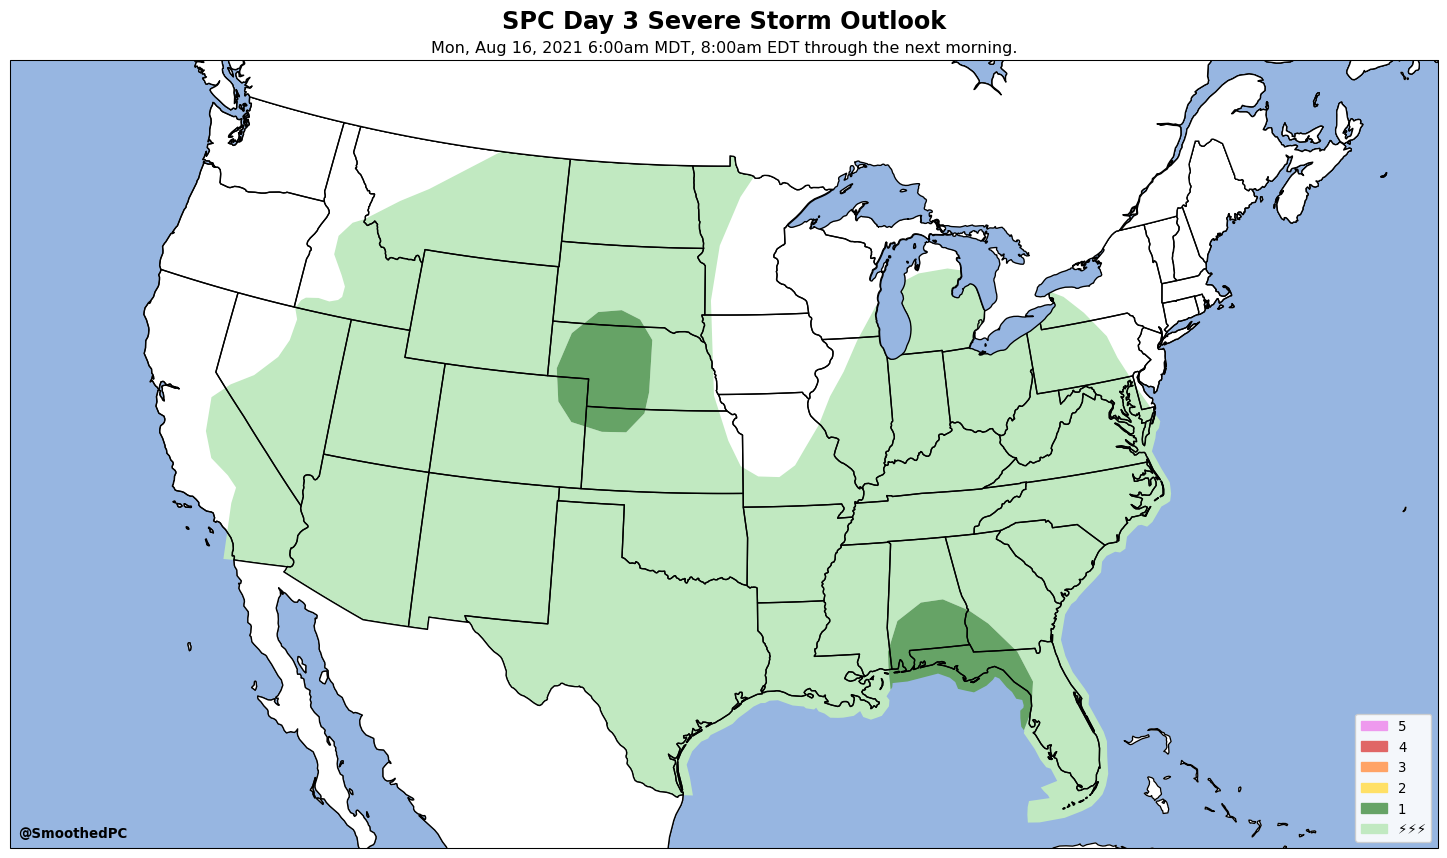 SPC Day 3 Severe Storm Outlook
Mon, Aug 16, 2021 6:00am MDT, 8:00am EDT through the next morning.
5
4
3
2
1
⚡⚡⚡
@SmoothedPC